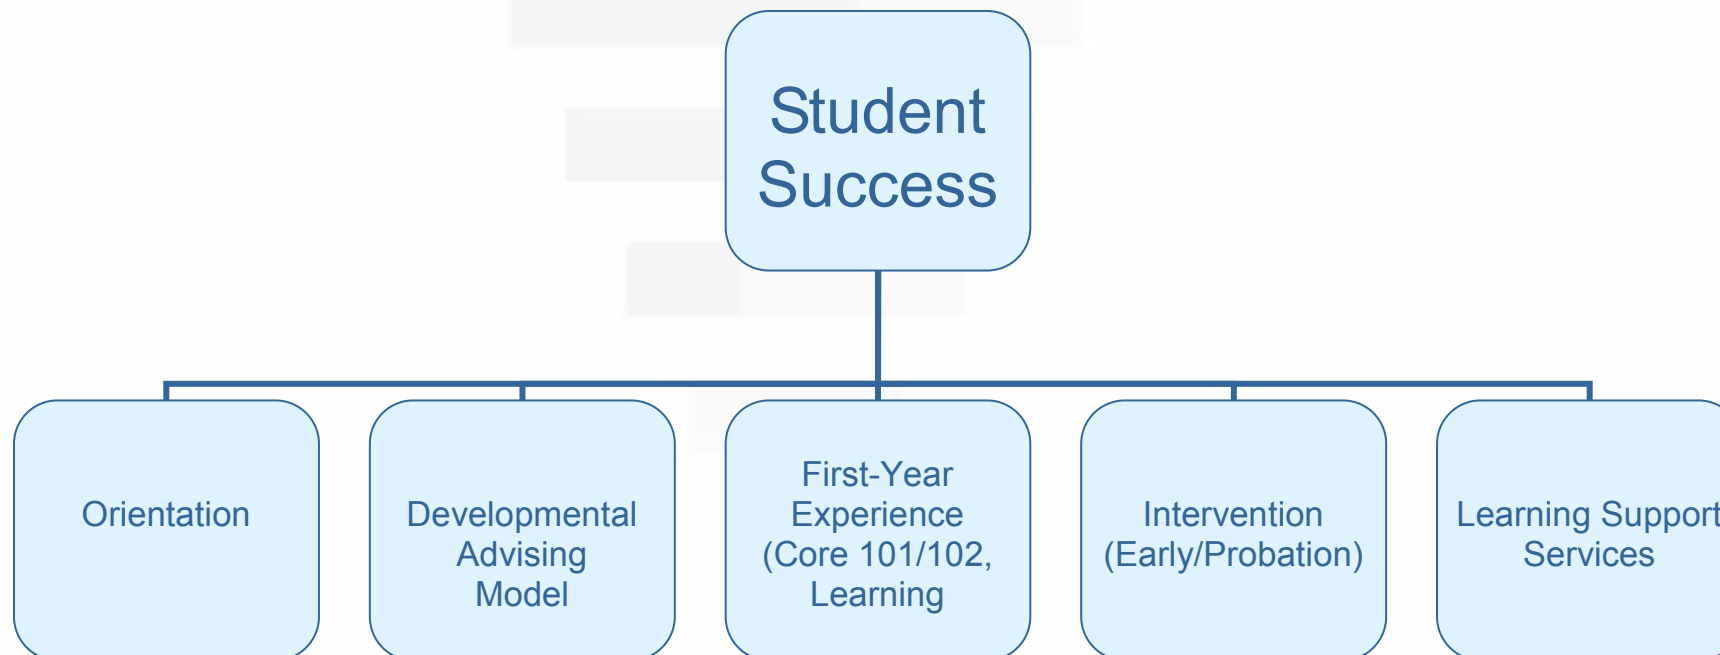 Student
Success
Orientation
Developmental
Advising
Model
First-Year
Experience
(Core 101/102,
Learning
Intervention
(Early/Probation)
Learning Support
Services